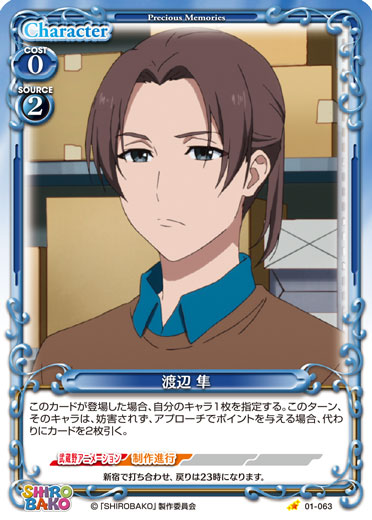 Precious Memories
Character
COST
0
SOURCE
2
渡辺 隼
このカードが登場した場合、自分のキャラ1枚を指定する。このターン、
そのキャラは、妨害されず、アプローチでポイントを与える場合、代
わりにカードを2枚引く。
武蔵野アニメーション 制作進行
新宿で打ち合わせ、戻りは23時になります。
SHIRO
BAKO
©「SHIROBAKO」製作委員会
01-063